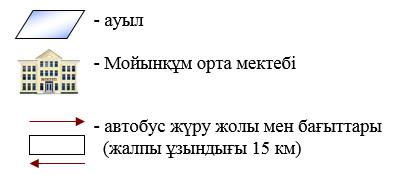 - ауыл
- Мойынқұм орта мектебі
- автобус жүру жолы мен бағыттары
(жалпы ұзындығы 15 км)